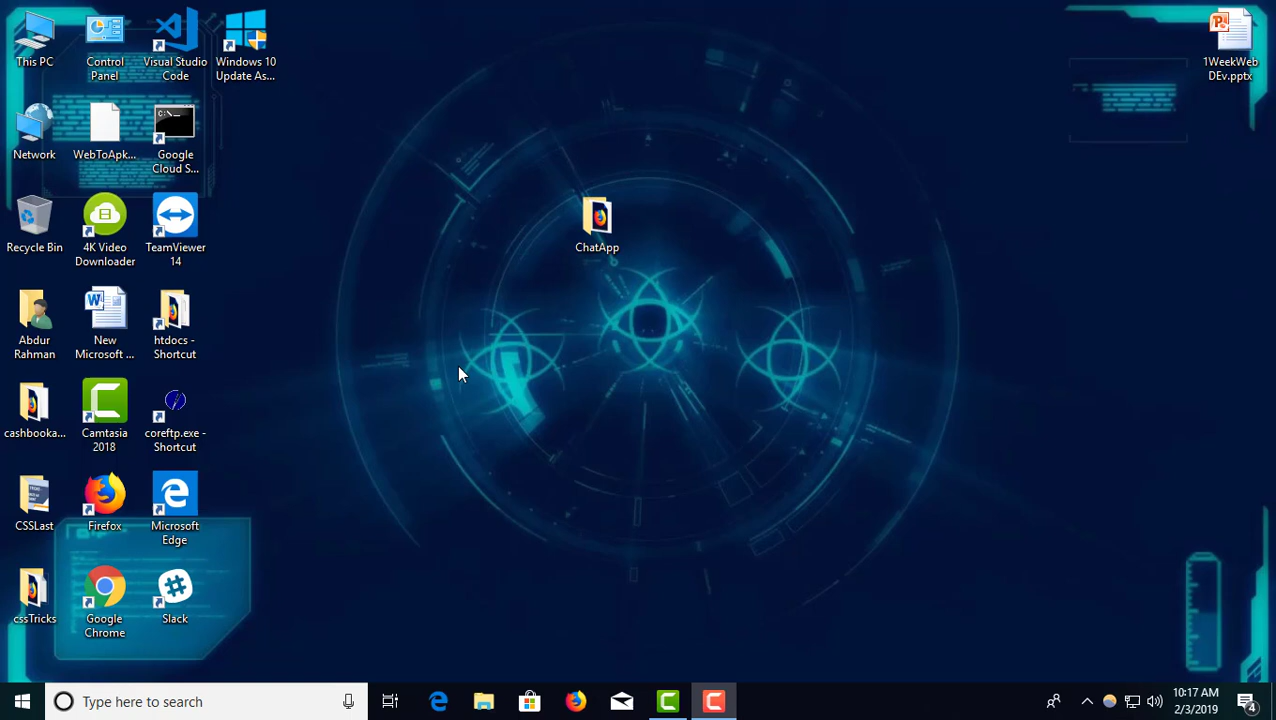 This PC
Control
Panel
Visual Studio
Code
Windows 10
Update As...
1WeekWeb
DEv.pptx
Network
WebToApk...
Google
Cloud S...
Recycle Bin
4K Video
Downloader
TeamViewer
14
ChatApp
Abdur
Rahman
New
Microsoft ...
htdocs -
Shortcut
cashbooka...
Camtasia
2018
coreftp.exe -
Shortcut
CSSLast
Firefox
Microsoft
Edge
cssTricks
Google
Chrome
Slack
Type here to search
10:17 AM
2/3/2019
4